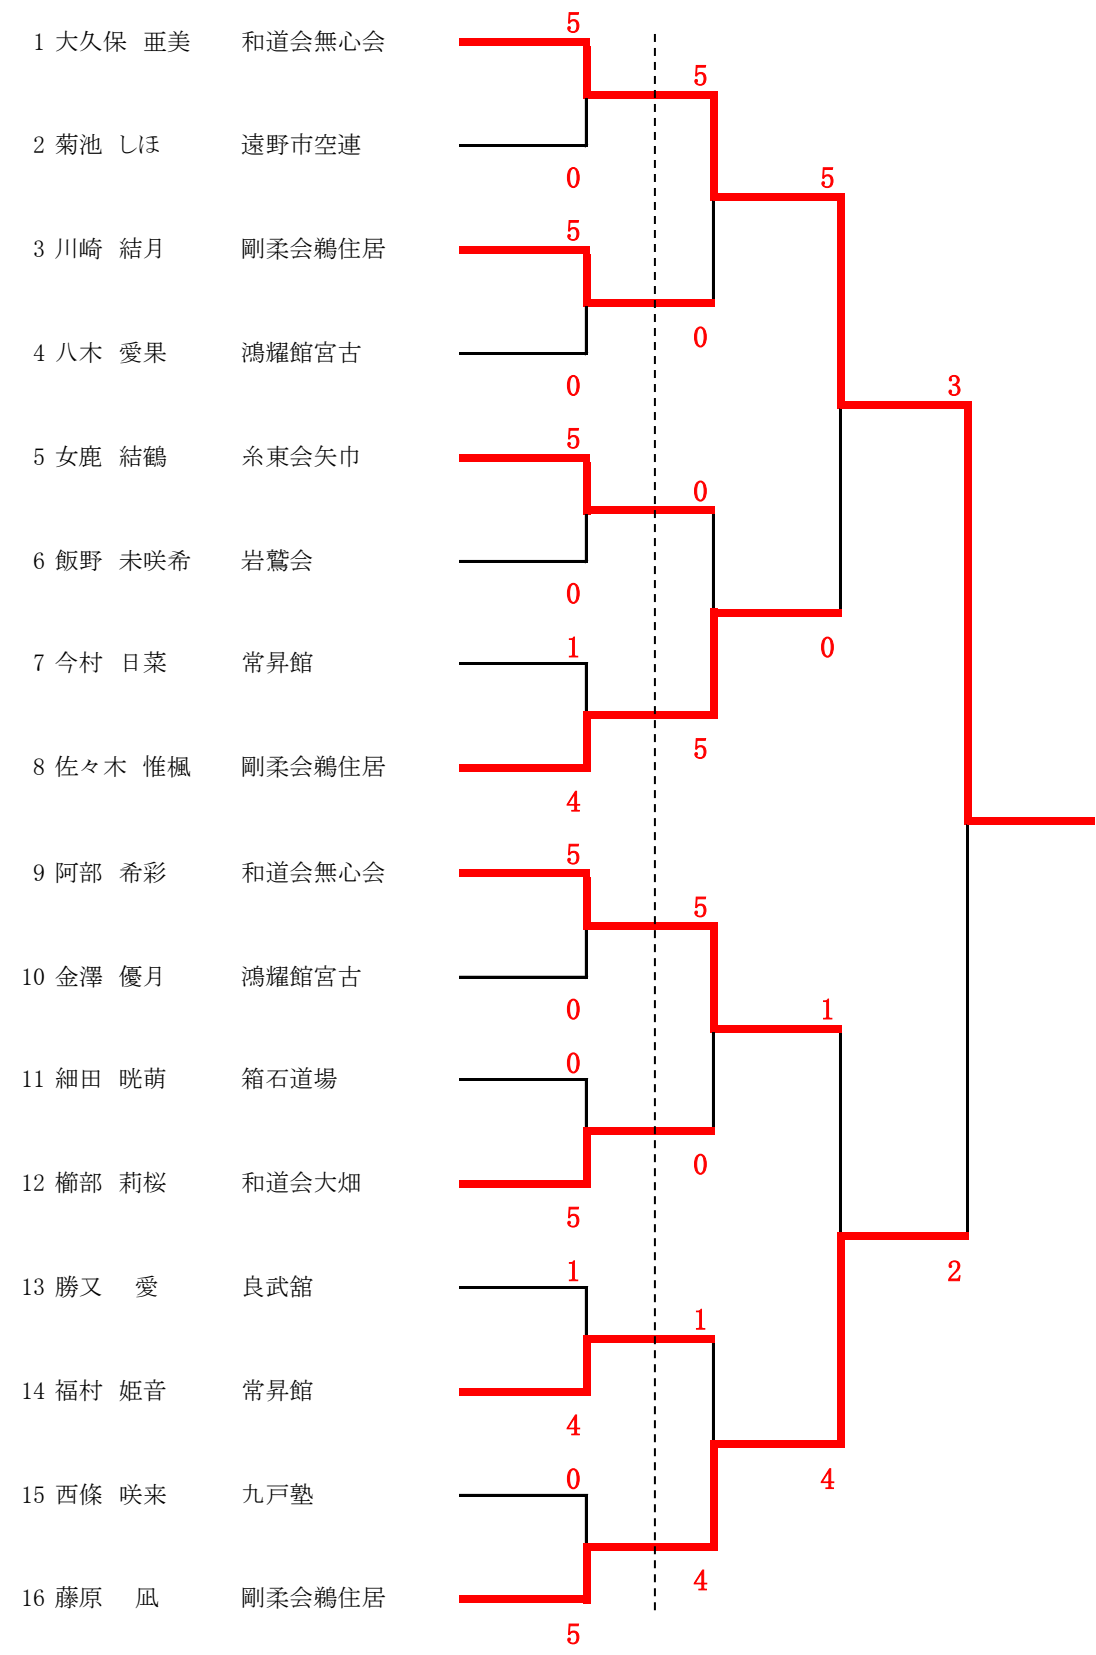 5
1 大久保 亜美 和道会無心会
5
2 菊池 しほ 遠野市空連
0
5
5
3 川崎 結月 剛柔会鵜住居
0
4 八木 愛果 鴻耀館宮古
0
3
5
5 女鹿 結鶴 糸東会矢巾
0
6 飯野 未咲希 岩鷲会
0
1
0
7 今村 日菜 常昇館
5
8 佐々木 惟楓 剛柔会鵜住居
4
5
9 阿部 希彩 和道会無心会
5
10 金澤 優月 鴻耀館宮古
0
1
0
11 細田 晄萌 箱石道場
0
12 櫛部 莉桜 和道会大畑
5
1
2
13 勝又 愛 良武舘
1
14 福村 姫音 常昇館
4
0
4
15 西條 咲来 九戸塾
4
16 藤原 凪 剛柔会鵜住居
5